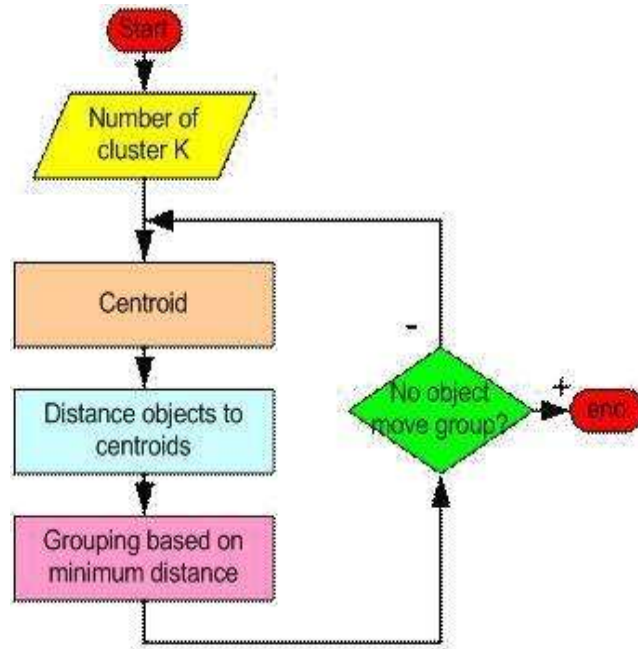 Start
Number of
cluster K
Centroid
Distance objects to
centroids
Grouping based on
minimum distance
-
No object
move group?
+
end